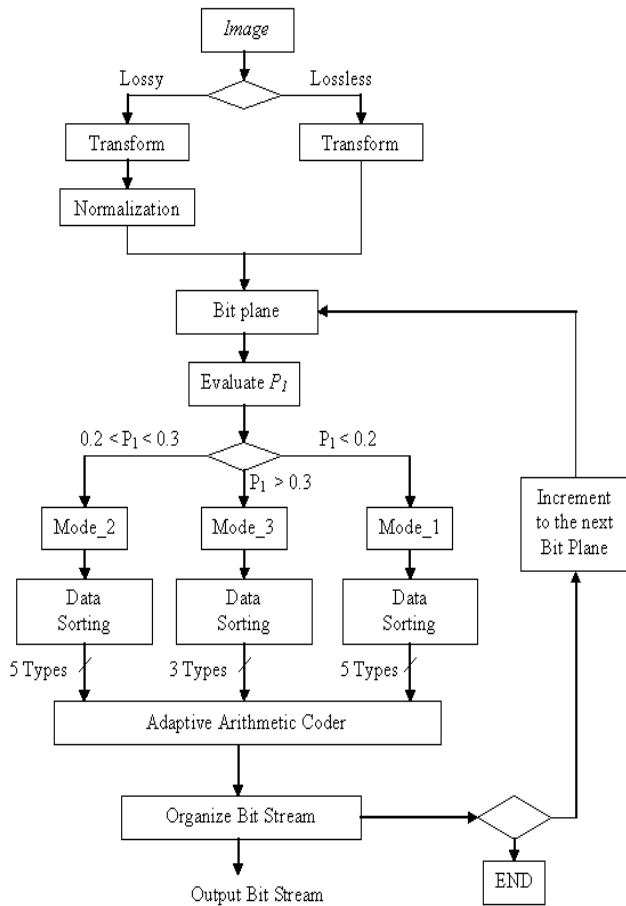 Image
Lossy
Lossless
Transform
Transform
Normalization
Bit plane
Evaluate P1
0.2 < P1 < 0.3
P1 < 0.2
P1 > 0.3
Increment
to the next
Bit Plane
Mode_2
Mode_3
Mode_1
Data
Sorting
Data
Sorting
Data
Sorting
5 Types
3 Types
5 Types
Adaptive Arithmetic Coder
Organize Bit Stream
END
Output Bit Stream